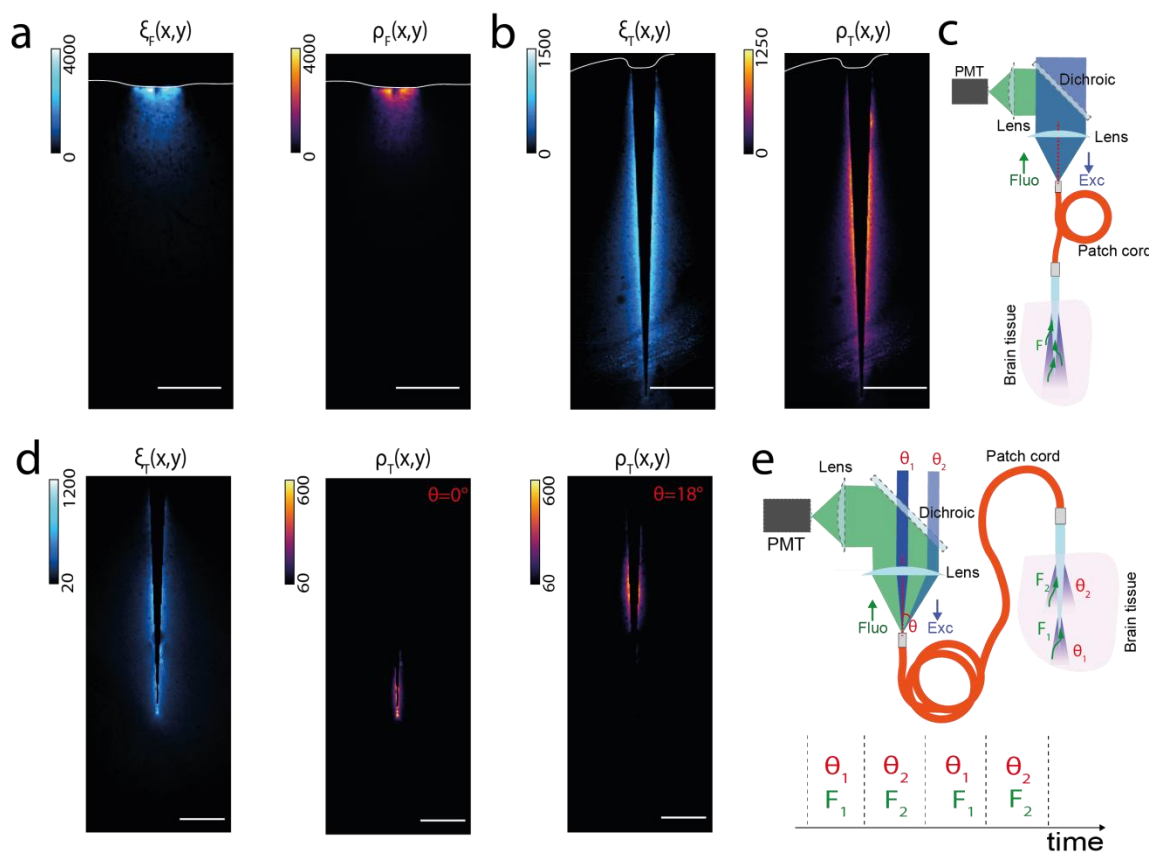 a
ξF(x,y)
4000
0
ρF(x,y)
4000
0
b
ξT(x,y)
1500
0
ρT(x,y)
1250
0
c
PMT
Dichroic
Lens
Lens
Fluo
Exc
Patch cord
Brain tissue
F
d
ξT(x,y)
1200
20
ρT(x,y)
600
60
θ=0°
ρT(x,y)
600
60
θ=18°
e
Lens
θ1
θ2
Patch cord
Dichroic
PMT
Lens
Fluo
θ
Exc
F2
θ2
F1
θ1
Brain tissue
θ1 θ2 θ1 θ2
F1 F2 F1 F2
time